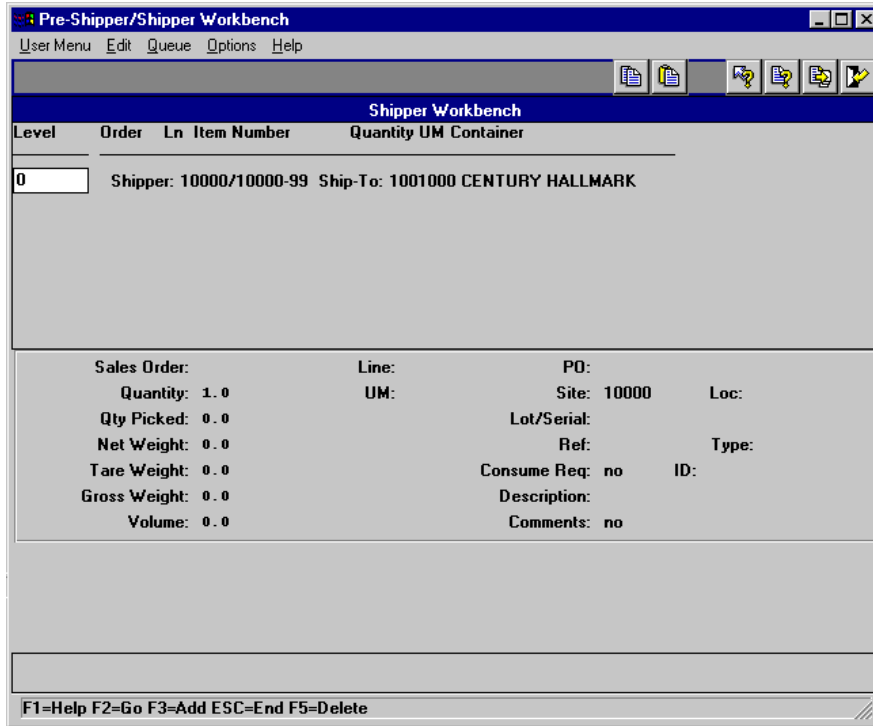 Pre-Shipper/Shipper Workbench
User Menu Edit Queue Options Help
Shipper Workbench
Level Order Ln Item Number Quantity UM Container
0 Shipper: 10000/10000-99 Ship-To: 1001000 CENTURY HALLMARK
Sales Order: Line: PO:
Quantity: 1.0 UM: Site: 10000 Loc:
Qty Picked: 0.0 Lot/Serial:
Net Weight: 0.0 Ref: Type:
Tare Weight: 0.0 Consume Req: no ID:
Gross Weight: 0.0 Description:
Volume: 0.0 Comments: no
F1=Help F2=Go F3=Add ESC=End F5=Delete